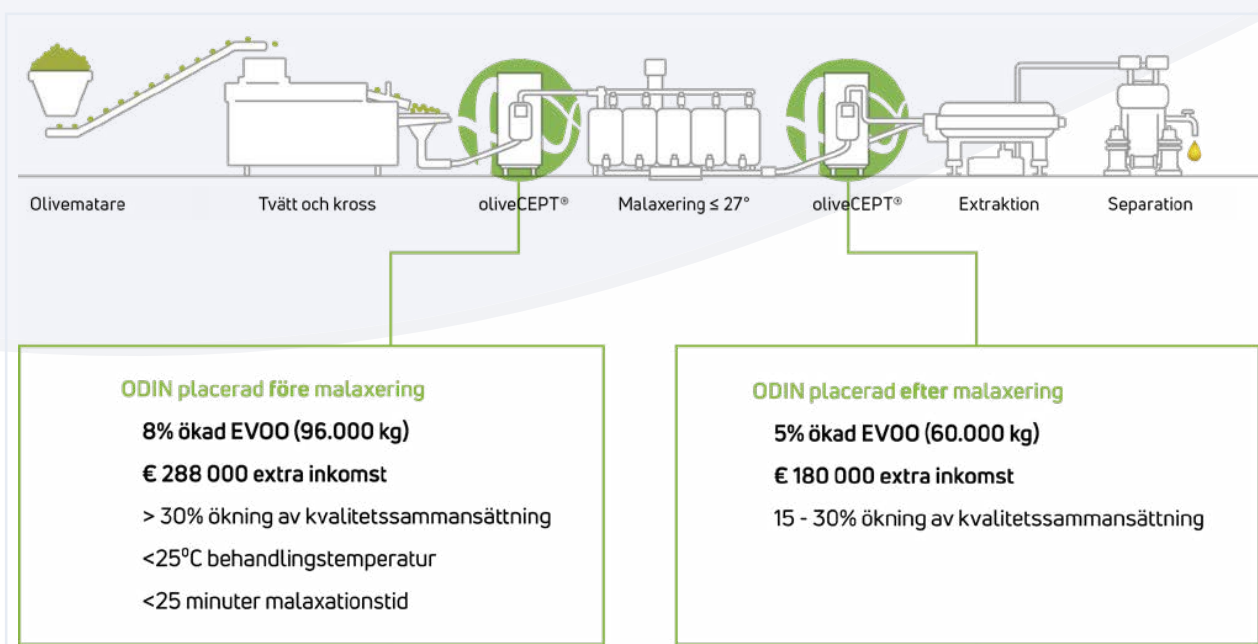 Olivematare
Tvätt och kross
oliveCEPT®
Malaxering ≤ 27°
oliveCEPT®
Extraktion
Separation
ODIN placerad före malaxering
8% ökad EVOO (96.000 kg)
€ 288 000 extra inkomst
> 30% ökning av kvalitetssammansättning
<25⁰C behandlingstemperatur
<25 minuter malaxationstid
ODIN placerad efter malaxering
5% ökad EVOO (60.000 kg)
€ 180 000 extra inkomst
15 - 30% ökning av kvalitetssammansättning